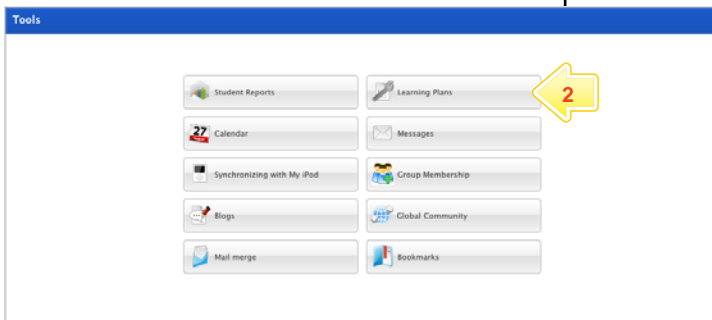 Tools
Student Reports
Learning Plans
2
27
Calendar
Messages
Synchronizing with My iPod
Group Membership
Blogs
Global Community
Mail merge
Bookmarks